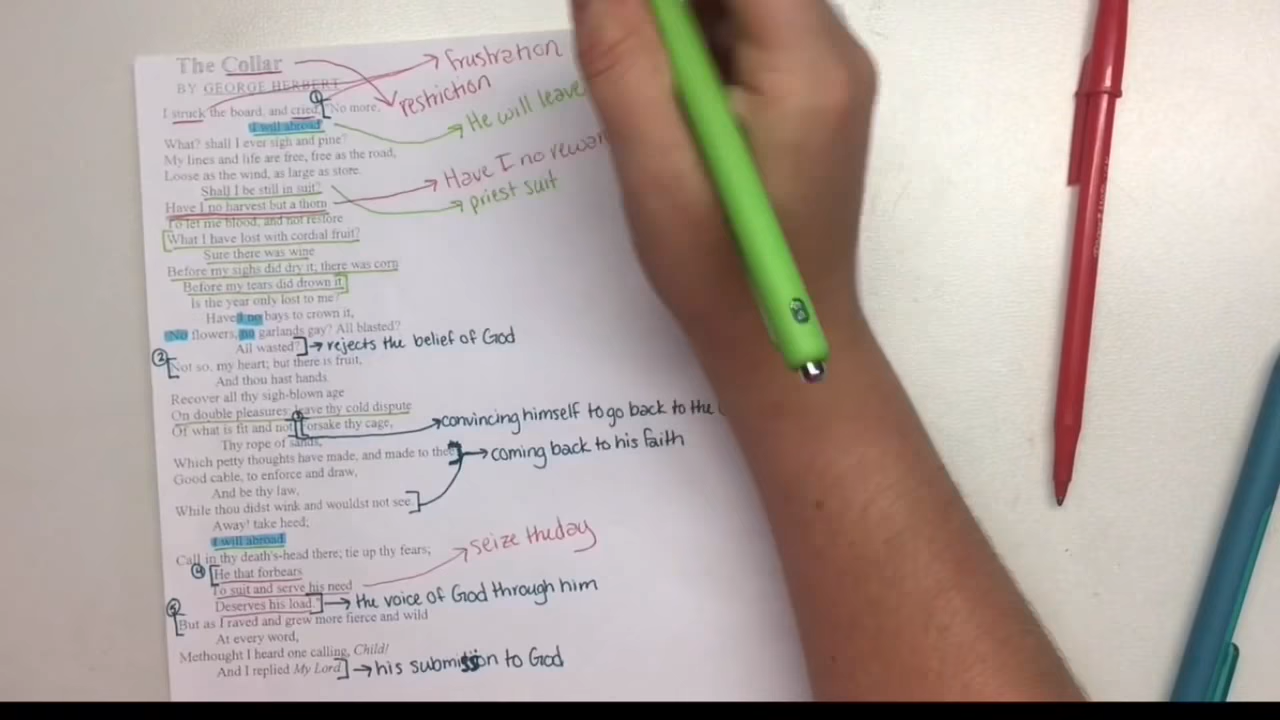 The Collar
frustration
BY GEORGE HERBERT
restriction
I struck the board, and cried, "No more;
I will abroad!
He will leave
What? shall I ever sigh and pine?
My lines and life are free, free as the road,
Loose as the wind, as large as store.
Have I no rewar
Shall I be still in suit?
priest suit
Have I no harvest but a thorn
To let me blood, and not restore
What I have lost with cordial fruit?
Sure there was wine
Before my sighs did dry it; there was corn
Before my tears did drown it.
Is the year only lost to me?
Have I no bays to crown it,
No flowers, no garlands gay? All blasted?
All wasted?
rejects the belief of God
Not so, my heart; but there is fruit,
And thou hast hands.
Recover all thy sigh-blown age
On double pleasures: leave thy cold dispute
Of what is fit and not. Forsake thy cage,
convincing himself to go back to the
Thy rope of sands,
Which petty thoughts have made, and made to thee
coming back to his faith
Good cable, to enforce and draw,
And be thy law,
While thou didst wink and wouldst not see.
Away! take heed;
I will abroad.
Call in thy death's-head there; tie up thy fears;
seize the day
He that forbears
To suit and serve his need
Deserves his load."
the voice of God through him
But as I raved and grew more fierce and wild
At every word,
Methought I heard one calling, Child!
And I replied My Lord.
his submission to God
1
2
3
4
5